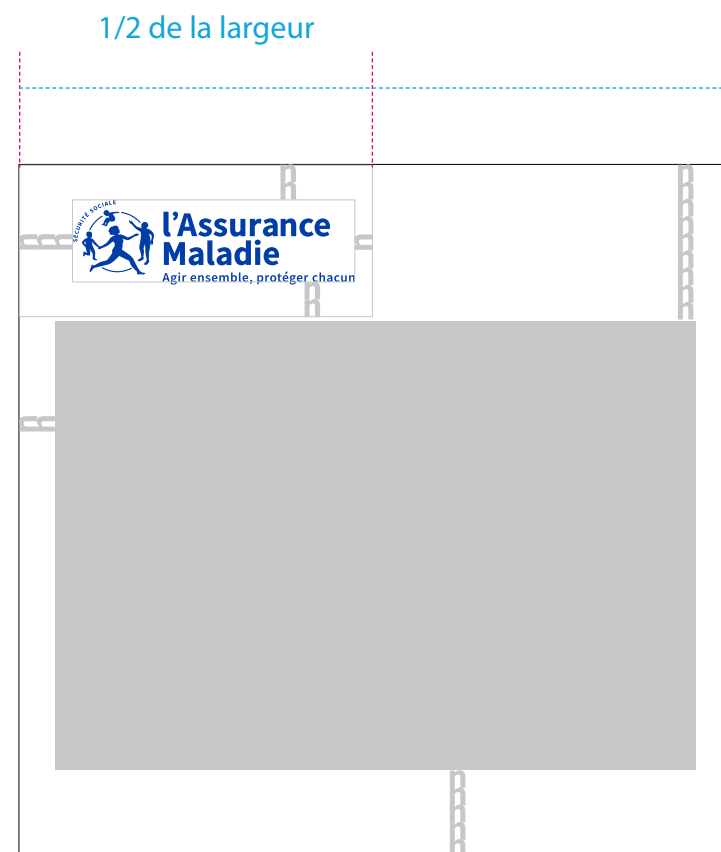 1/2 de la largeur
SÉCURITÉ SOCIALE
l'Assurance
Maladie
Agir ensemble, protéger chacun